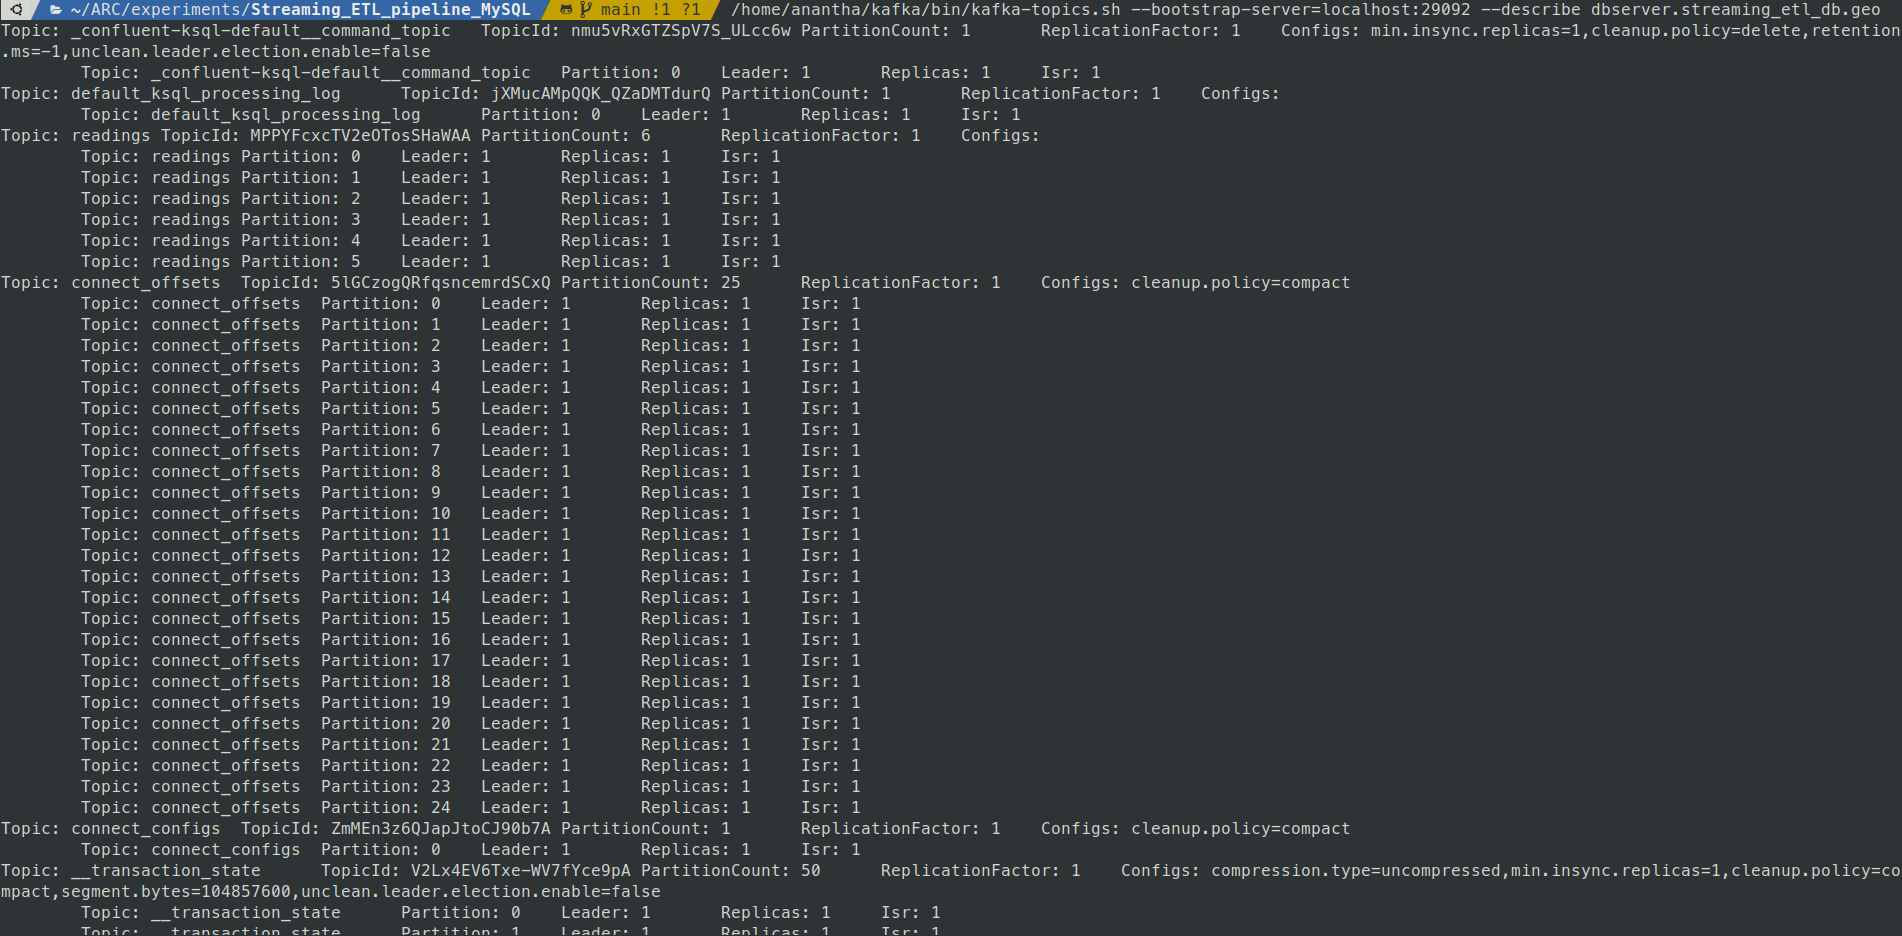 ~/ARC/experiments/Streaming_ETL_pipeline_MySQL main !1 ?1 /home/anantha/kafka/bin/kafka-topics.sh --bootstrap-server=localhost:29092 --describe dbserver.streaming_etl_db.geo
Topic: _confluent-ksql-default__command_topic TopicId: nmu5vRxGTZSpV7S_ULcc6w PartitionCount: 1 ReplicationFactor: 1 Configs: min.insync.replicas=1,cleanup.policy=delete,retention
.ms=-1,unclean.leader.election.enable=false
Topic: _confluent-ksql-default__command_topic Partition: 0 Leader: 1 Replicas: 1 Isr: 1
Topic: default_ksql_processing_log TopicId: jXMucAMpQQK_QZaDMTdurQ PartitionCount: 1 ReplicationFactor: 1 Configs:
Topic: default_ksql_processing_log Partition: 0 Leader: 1 Replicas: 1 Isr: 1
Topic: readings TopicId: MPPYFcxcTV2eOTosSHaWAA PartitionCount: 6 ReplicationFactor: 1 Configs:
Topic: readings Partition: 0 Leader: 1 Replicas: 1 Isr: 1
Topic: readings Partition: 1 Leader: 1 Replicas: 1 Isr: 1
Topic: readings Partition: 2 Leader: 1 Replicas: 1 Isr: 1
Topic: readings Partition: 3 Leader: 1 Replicas: 1 Isr: 1
Topic: readings Partition: 4 Leader: 1 Replicas: 1 Isr: 1
Topic: readings Partition: 5 Leader: 1 Replicas: 1 Isr: 1
Topic: connect_offsets TopicId: 5lGCzogQRfqsncemrdSCxQ PartitionCount: 25 ReplicationFactor: 1 Configs: cleanup.policy=compact
Topic: connect_offsets Partition: 0 Leader: 1 Replicas: 1 Isr: 1
Topic: connect_offsets Partition: 1 Leader: 1 Replicas: 1 Isr: 1
Topic: connect_offsets Partition: 2 Leader: 1 Replicas: 1 Isr: 1
Topic: connect_offsets Partition: 3 Leader: 1 Replicas: 1 Isr: 1
Topic: connect_offsets Partition: 4 Leader: 1 Replicas: 1 Isr: 1
Topic: connect_offsets Partition: 5 Leader: 1 Replicas: 1 Isr: 1
Topic: connect_offsets Partition: 6 Leader: 1 Replicas: 1 Isr: 1
Topic: connect_offsets Partition: 7 Leader: 1 Replicas: 1 Isr: 1
Topic: connect_offsets Partition: 8 Leader: 1 Replicas: 1 Isr: 1
Topic: connect_offsets Partition: 9 Leader: 1 Replicas: 1 Isr: 1
Topic: connect_offsets Partition: 10 Leader: 1 Replicas: 1 Isr: 1
Topic: connect_offsets Partition: 11 Leader: 1 Replicas: 1 Isr: 1
Topic: connect_offsets Partition: 12 Leader: 1 Replicas: 1 Isr: 1
Topic: connect_offsets Partition: 13 Leader: 1 Replicas: 1 Isr: 1
Topic: connect_offsets Partition: 14 Leader: 1 Replicas: 1 Isr: 1
Topic: connect_offsets Partition: 15 Leader: 1 Replicas: 1 Isr: 1
Topic: connect_offsets Partition: 16 Leader: 1 Replicas: 1 Isr: 1
Topic: connect_offsets Partition: 17 Leader: 1 Replicas: 1 Isr: 1
Topic: connect_offsets Partition: 18 Leader: 1 Replicas: 1 Isr: 1
Topic: connect_offsets Partition: 19 Leader: 1 Replicas: 1 Isr: 1
Topic: connect_offsets Partition: 20 Leader: 1 Replicas: 1 Isr: 1
Topic: connect_offsets Partition: 21 Leader: 1 Replicas: 1 Isr: 1
Topic: connect_offsets Partition: 22 Leader: 1 Replicas: 1 Isr: 1
Topic: connect_offsets Partition: 23 Leader: 1 Replicas: 1 Isr: 1
Topic: connect_offsets Partition: 24 Leader: 1 Replicas: 1 Isr: 1
Topic: connect_configs TopicId: ZmMEn3z6QJapJtoCJ90b7A PartitionCount: 1 ReplicationFactor: 1 Configs: cleanup.policy=compact
Topic: connect_configs Partition: 0 Leader: 1 Replicas: 1 Isr: 1
Topic: __transaction_state TopicId: V2Lx4EV6Txe-WV7fYce9pA PartitionCount: 50 ReplicationFactor: 1 Configs: compression.type=uncompressed,min.insync.replicas=1,cleanup.policy=co
mpact,segment.bytes=104857600,unclean.leader.election.enable=false
Topic: __transaction_state Partition: 0 Leader: 1 Replicas: 1 Isr: 1
Topic: __transaction_state Partition: 1 Leader: 1 Replicas: 1 Isr: 1